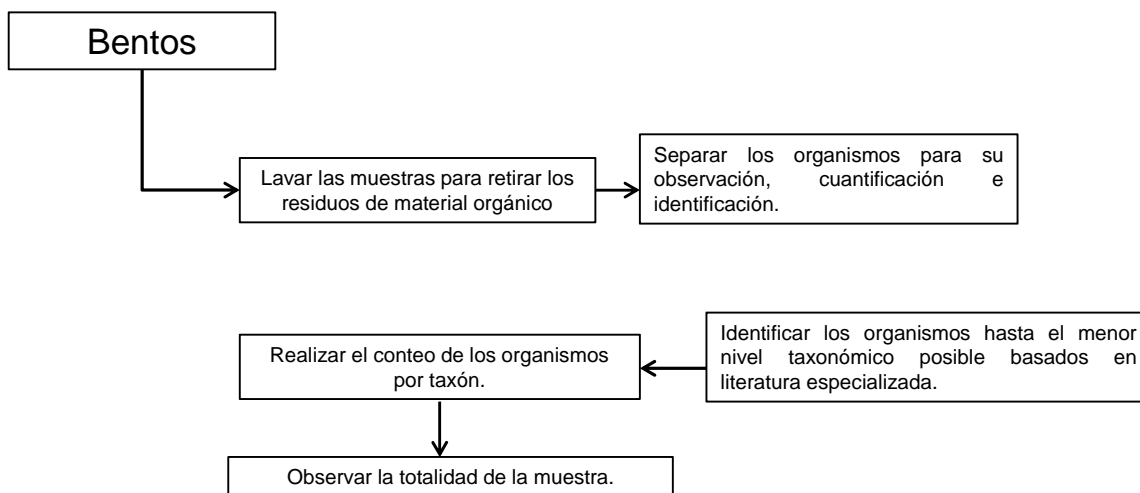 Bentos
Lavar las muestras para retirar los
residuos de material orgánico
Separar los organismos para su
observación, cuantificación e
identificación.
Identificar los organismos hasta el menor
nivel taxonómico posible basados en
literatura especializada.
Realizar el conteo de los organismos
por taxón.
Observar la totalidad de la muestra.